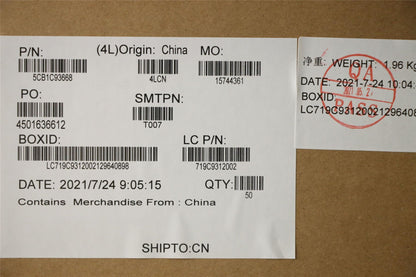 P/N: (4L)Origin: China MO:
5CB1C93668 4LCN 15744361
PO: SMTPN:
4501636612 T007
BOXID: LC P/N:
LC719C9312002129640898 719C9312002
DATE: 2021/7/24 9:05:15 QTY:
50
Contains Merchandise From : China
SHIPTO:CN
净重: WEIGHT: 1.96 Kg
DATE: 2021-7-24 10:04:
BOXID:
LC719C9312002129640898
QA
PASS